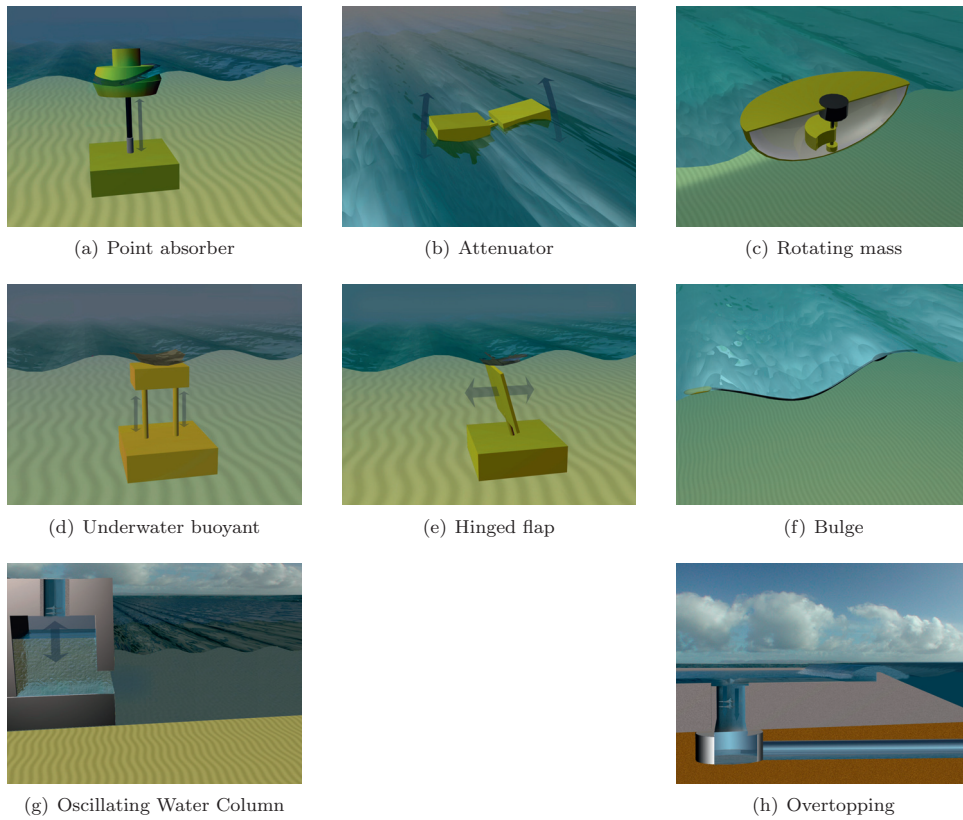 (a) Point absorber
(b) Attenuator
(c) Rotating mass
(d) Underwater buoyant
(e) Hinged flap
(f) Bulge
(g) Oscillating Water Column
(h) Overtopping